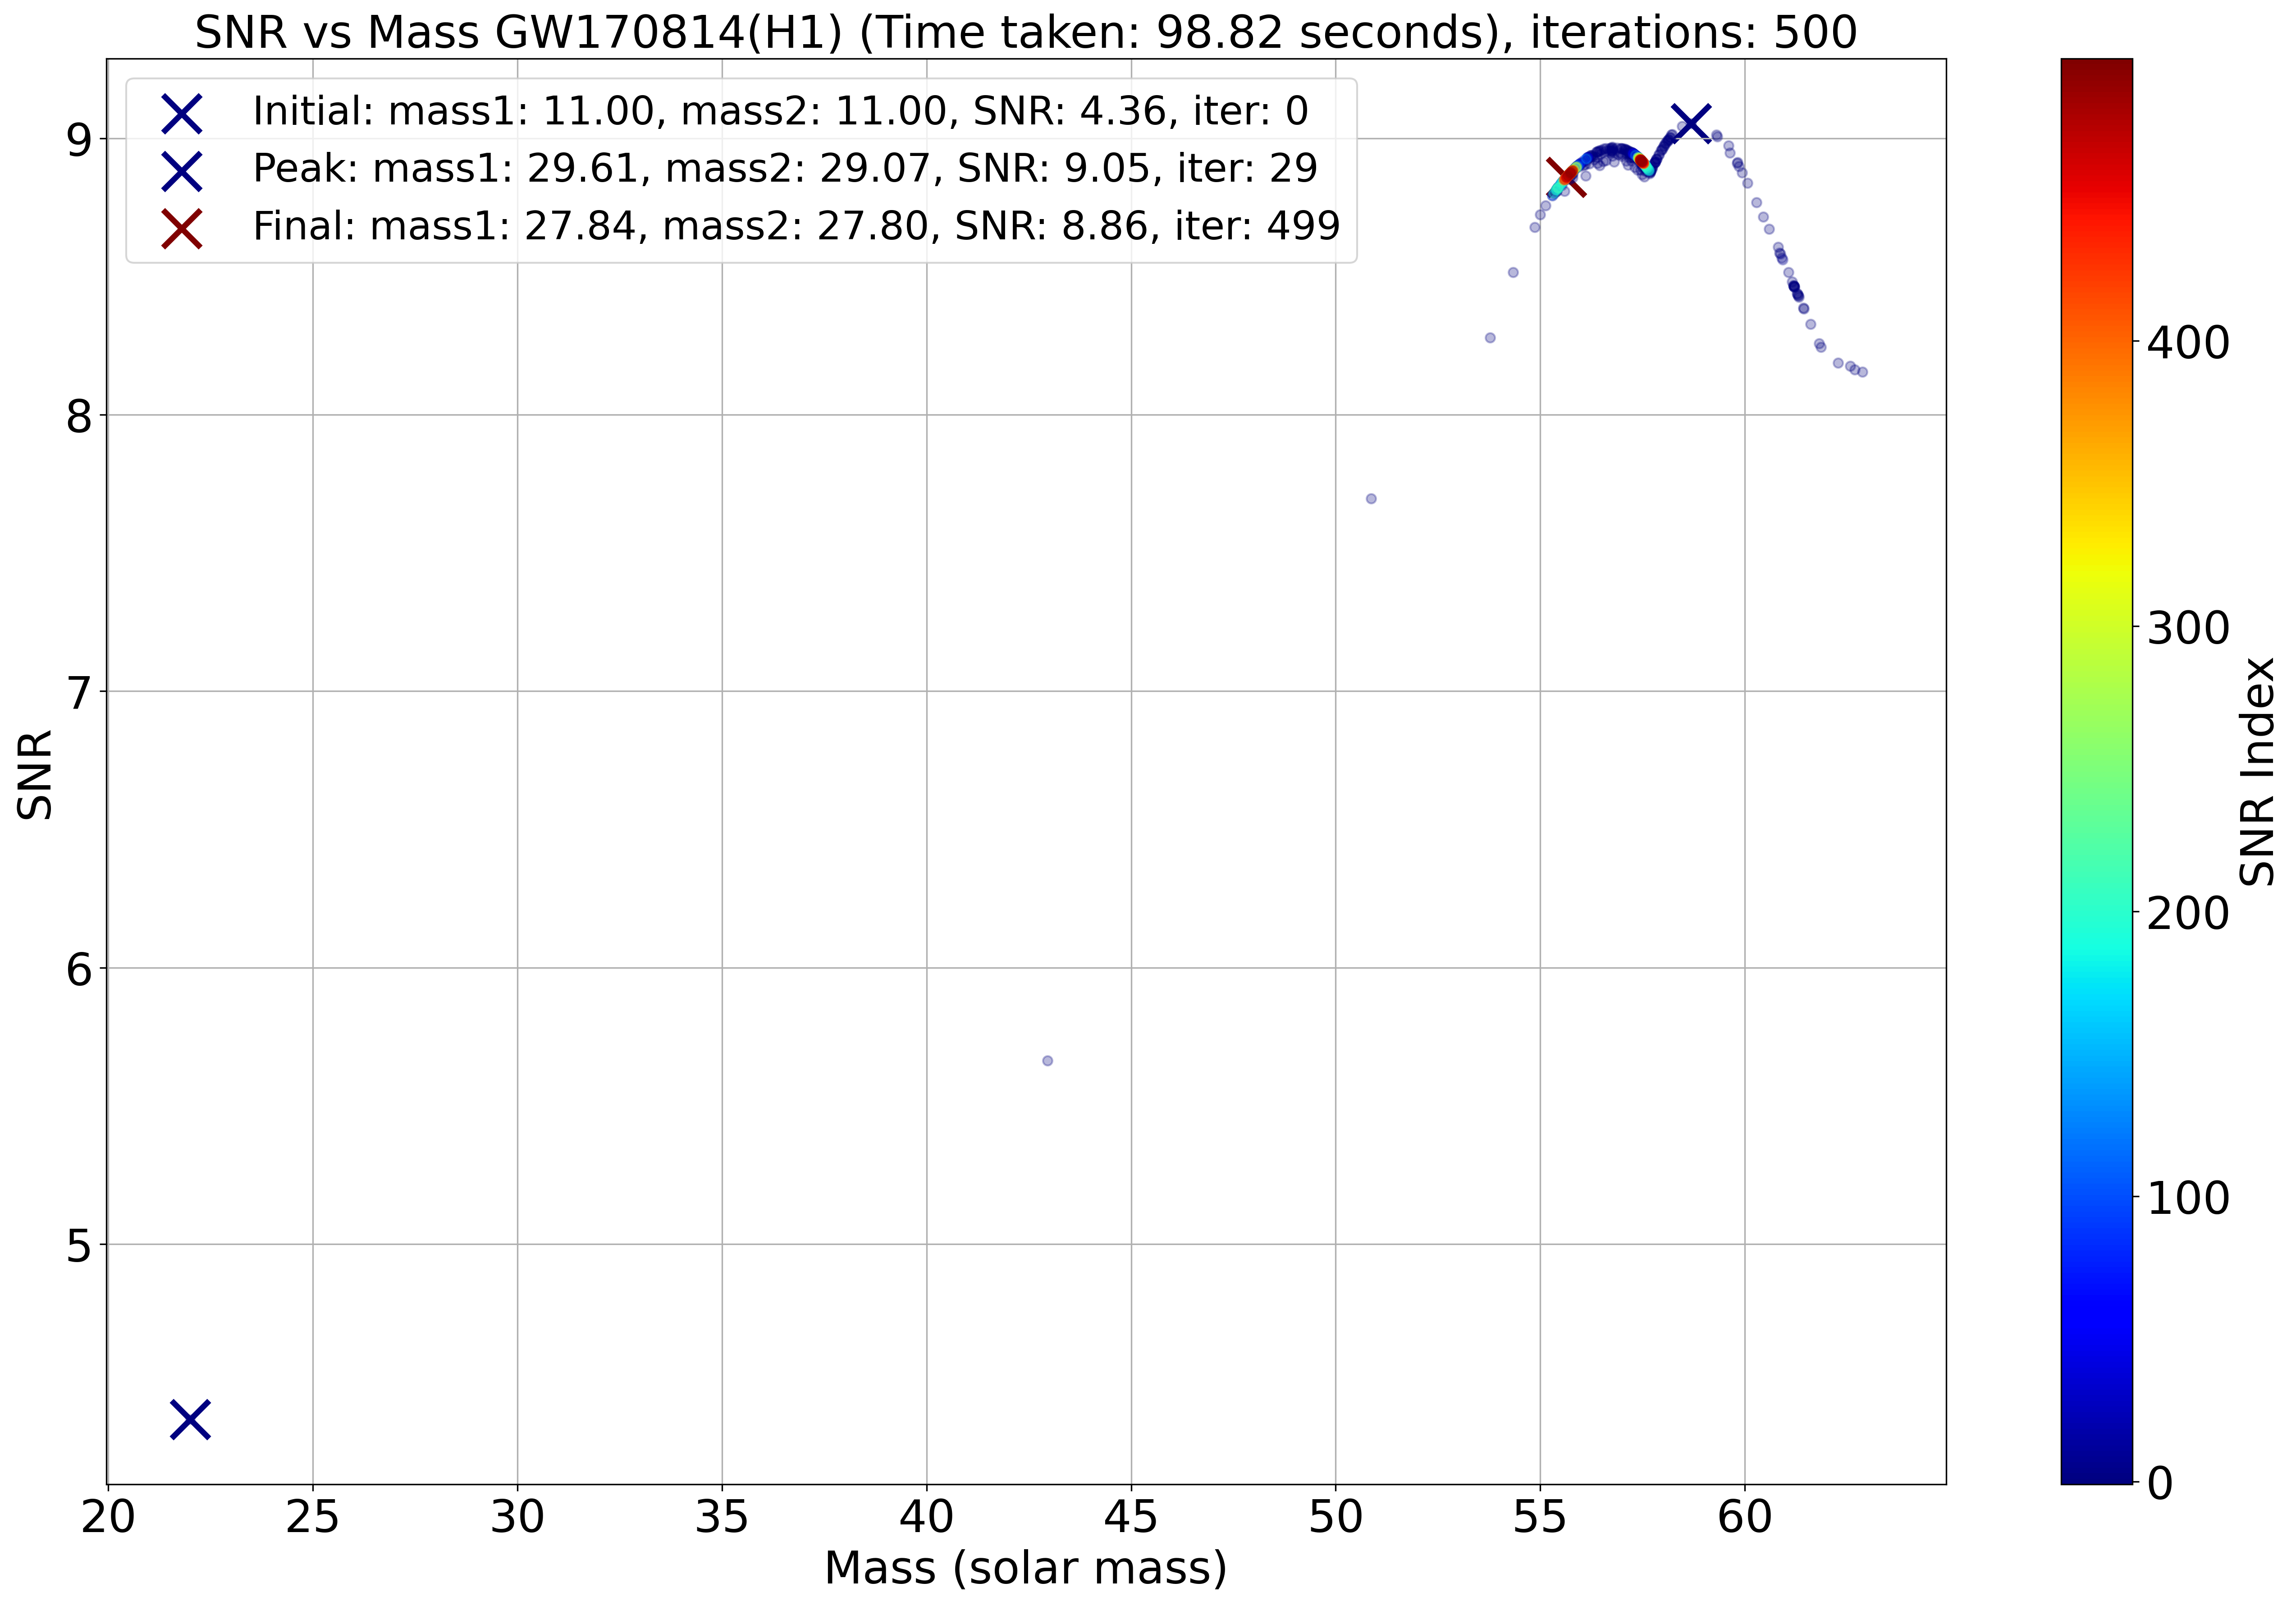 SNR vs Mass GW170814(H1) (Time taken: 98.82 seconds), iterations: 500
Initial: mass1: 11.00, mass2: 11.00, SNR: 4.36, iter: 0
Peak: mass1: 29.61, mass2: 29.07, SNR: 9.05, iter: 29
Final: mass1: 27.84, mass2: 27.80, SNR: 8.86, iter: 499
9
8
7
6
5
SNR
20 25 30 35 40 45 50 55 60
Mass (solar mass)
400
300
200
100
0
SNR Index